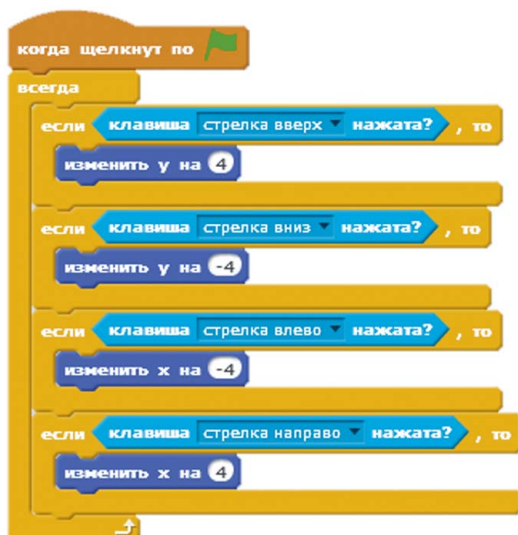 когда щелкнут по
всегда
если клавиша стрелка вверх нажата? , то
изменить y на 4
если клавиша стрелка вниз нажата? , то
изменить y на -4
если клавиша стрелка влево нажата? , то
изменить x на -4
если клавиша стрелка направо нажата? , то
изменить x на 4